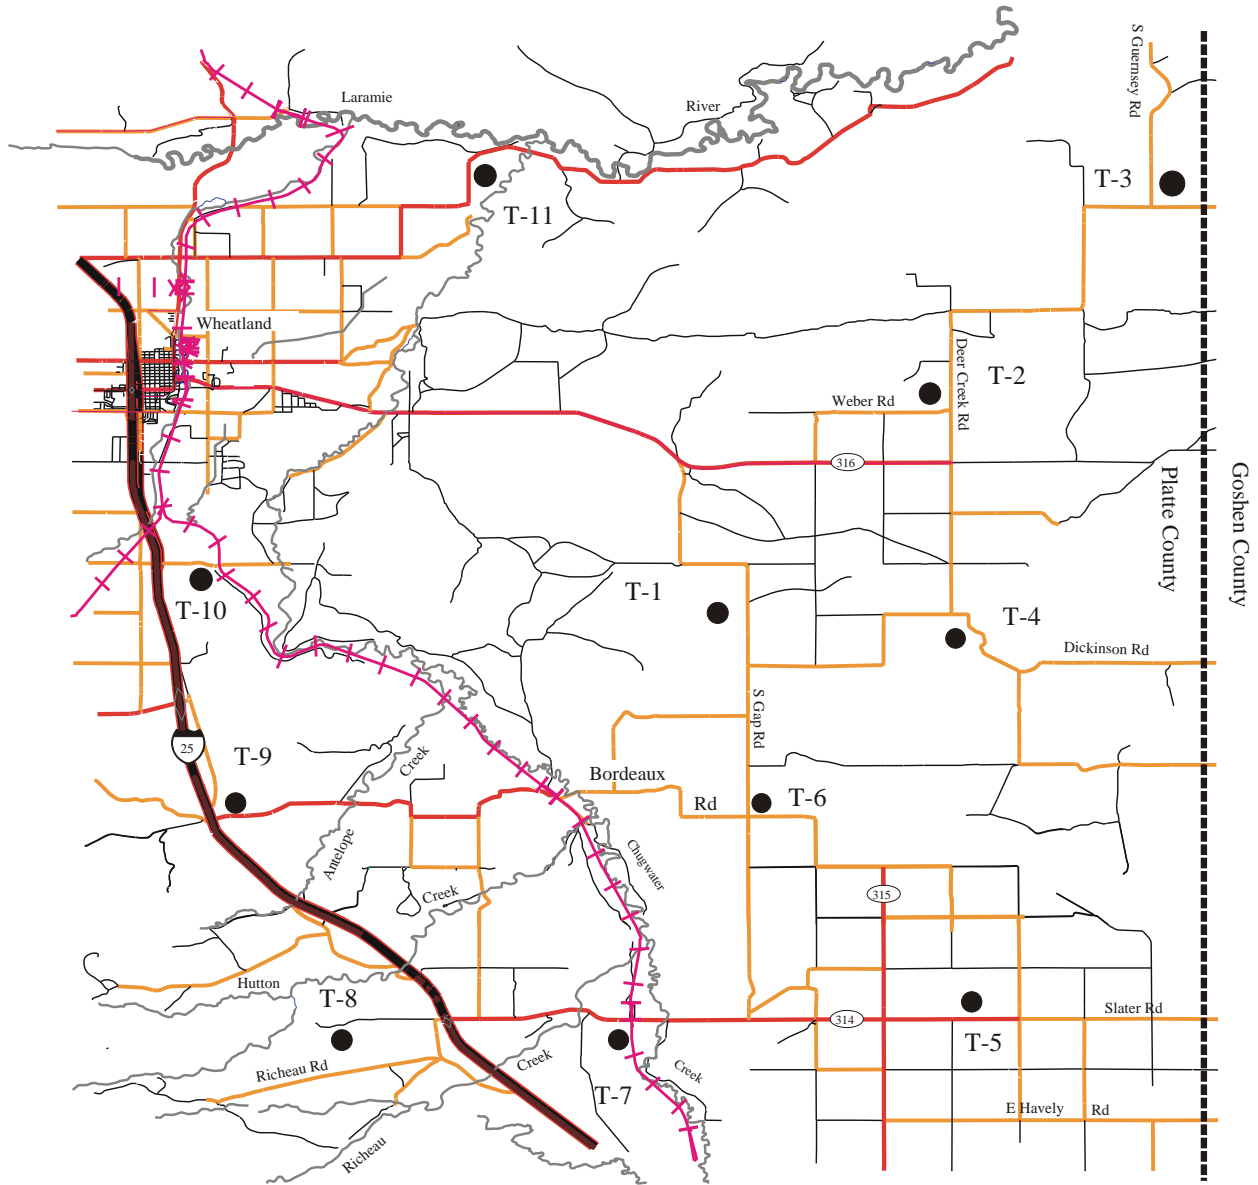 S Guernsey Rd
Laramie
River
T-3
T-11
Wheatland
Deer Creek Rd
T-2
Weber Rd
316
Platte County
Goshen County
T-1
T-10
T-4
Dickinson Rd
S Gap Rd
25
T-9
Creek
Bordeaux
Rd
T-6
Antelope
Chugwater
Creek
315
Hutton
T-8
314
Slater Rd
T-5
Creek
Creek
Richeau Rd
T-7
E Havely
Rd
Richeau